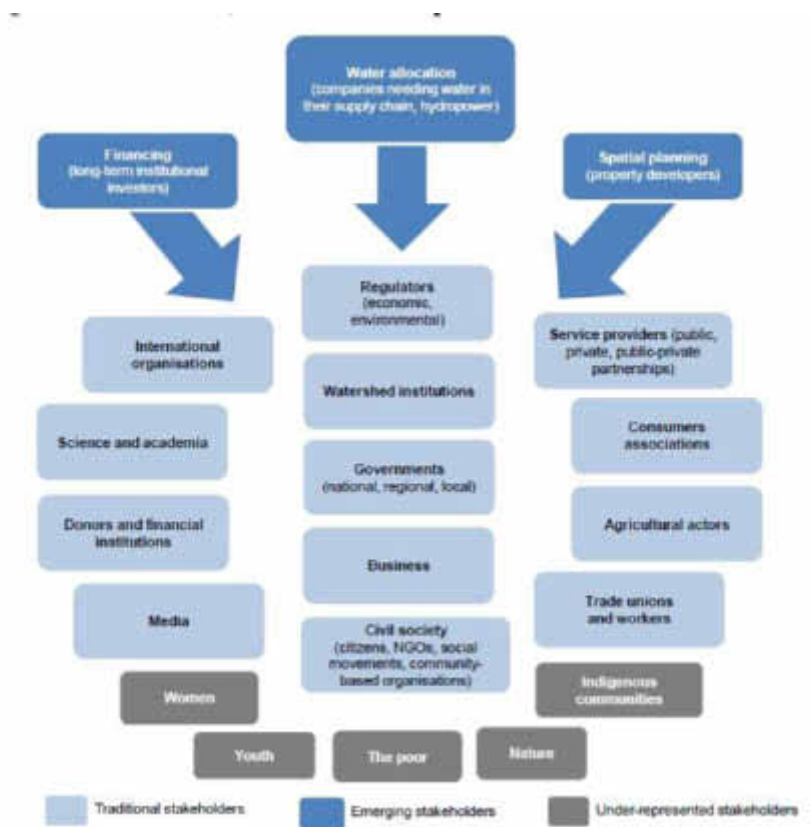 Water allocation
(companies needing water in
their supply chain, hydropower)
Financing
(long-term institutional
investors)
Spatial planning
(property developers)
Regulators
(economic,
environmental)
International
organisations
Service providers (public,
private, public-private
partnerships)
Watershed institutions
Science and academia
Consumers
associations
Governments
(national, regional, local)
Donors and financial
institutions
Agricultural actors
Business
Media
Trade unions
and workers
Civil society
(citizens, NGOs, social
movements, community-
based organisations)
Women
Indigenous
communities
Youth
The poor
Nature
Traditional stakeholders
Emerging stakeholders
Under-represented stakeholders